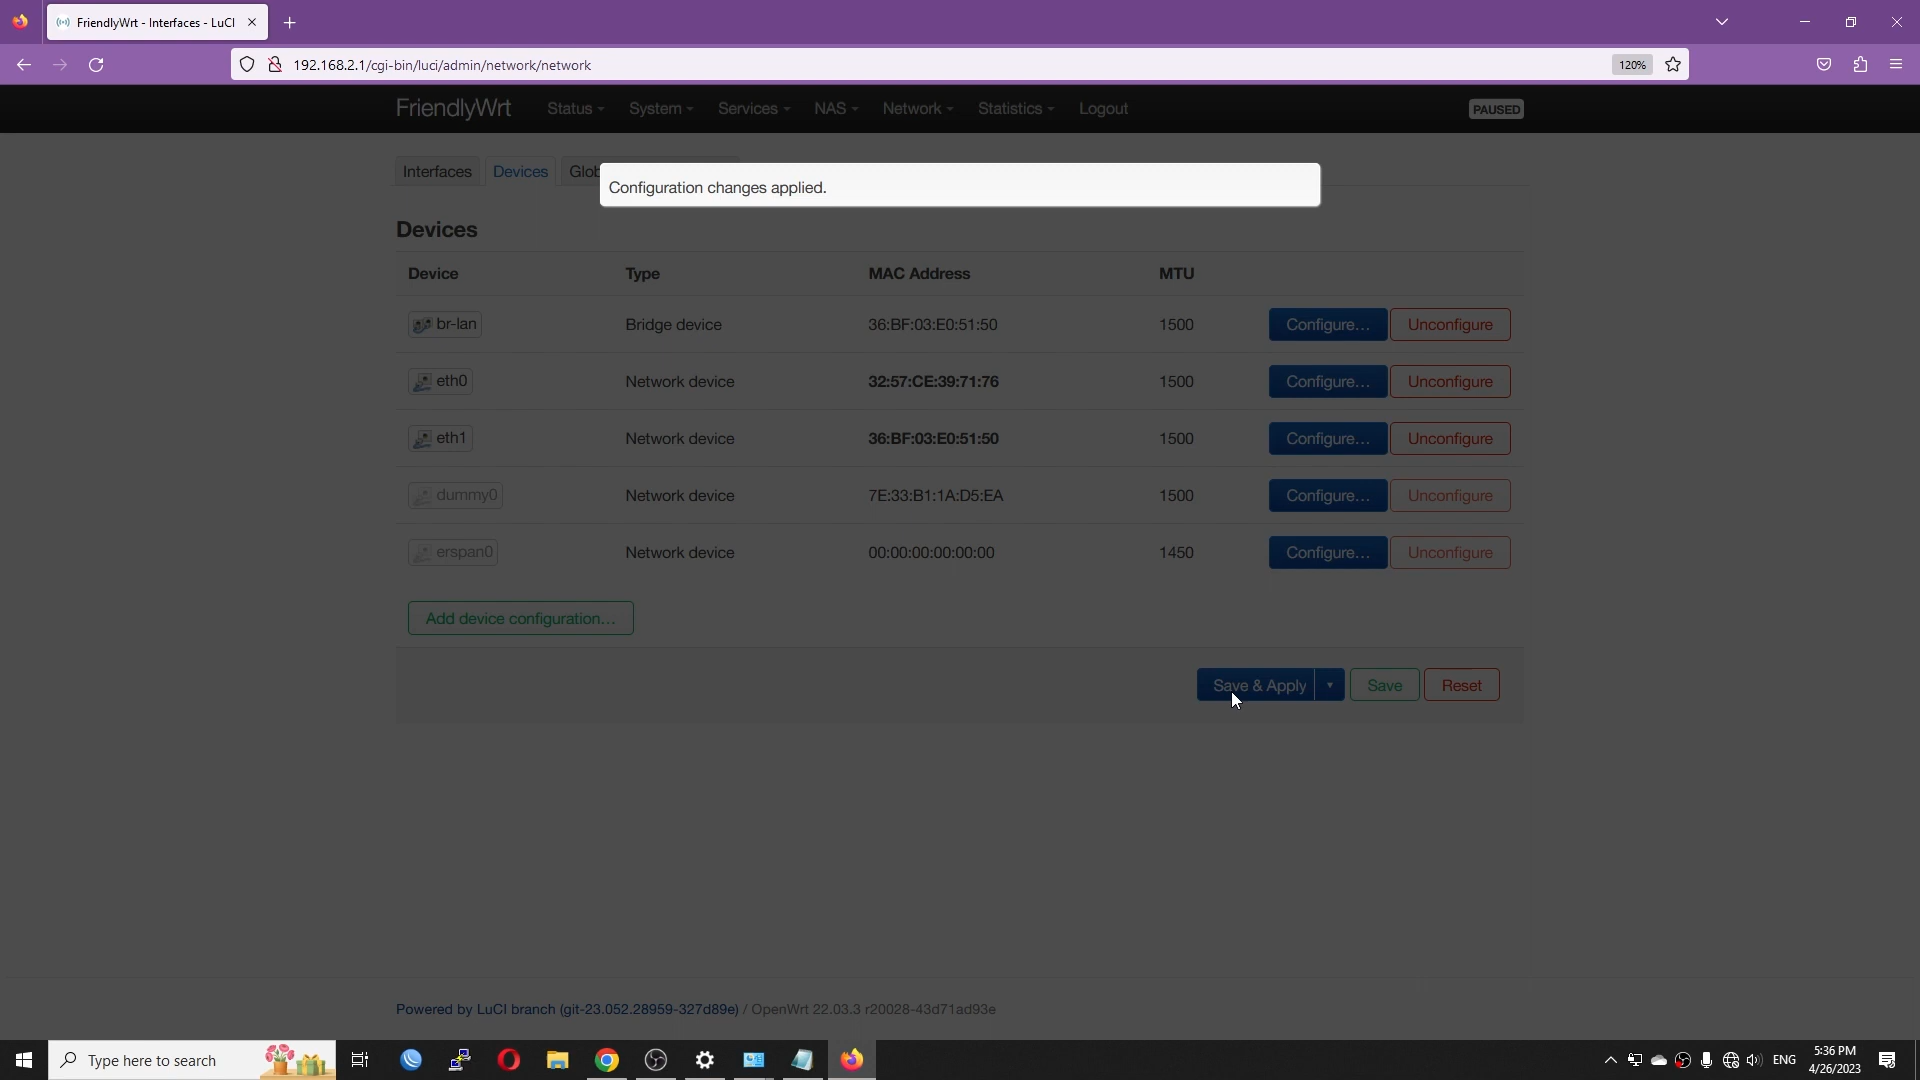 FriendlyWrt - Interfaces - LuCI
192.168.2.1/cgi-bin/luci/admin/network/network
120%
FriendlyWrt
Status
System
Services
NAS
Network
Statistics
Logout
PAUSED
Interfaces
Devices
Glob
Configuration changes applied.
Devices
Device Type MAC Address MTU
br-lan Bridge device 36:BF:03:E0:51:50 1500 Configure... Unconfigure
eth0 Network device 32:57:CE:39:71:76 1500 Configure... Unconfigure
eth1 Network device 36:BF:03:E0:51:50 1500 Configure... Unconfigure
dummy0 Network device 7E:33:B1:1A:D5:EA 1500 Configure... Unconfigure
erspan0 Network device 00:00:00:00:00:00 1450 Configure... Unconfigure
Add device configuration...
Save & Apply
Save
Reset
Powered by LuCI branch (git-23.052.28959-327d89e) / OpenWrt 22.03.3 r20028-43d71ad93e
Type here to search
ENG
5:36 PM
4/26/2023